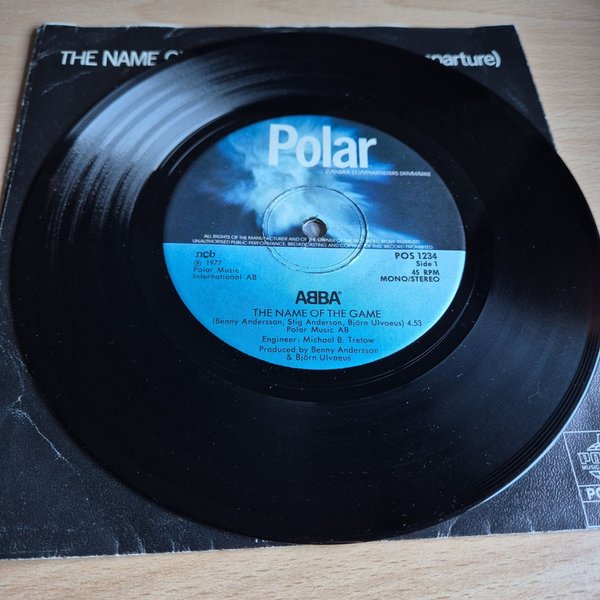 THE NAME
parture)
Polar
SVENSKA STJÄRNARTISTERS SKIVMÄRKE
ALL RIGHTS OF THE MANUFACTURER AND OF THE OWNER OF THE RECORDED WORK RESERVED
UNAUTHORISED PUBLIC PERFORMANCE, BROADCASTING AND COPYING OF THIS RECORD PROHIBITED
ncb
℗ 1977
Polar Music
International AB
POS 1234
Side 1
45 RPM
MONO/STEREO
ABBA
THE NAME OF THE GAME
(Benny Andersson, Stig Anderson, Björn Ulvaeus) 4.53
Polar Music AB
Engineer: Michael B. Tretow
Produced by Benny Andersson
& Björn Ulvaeus